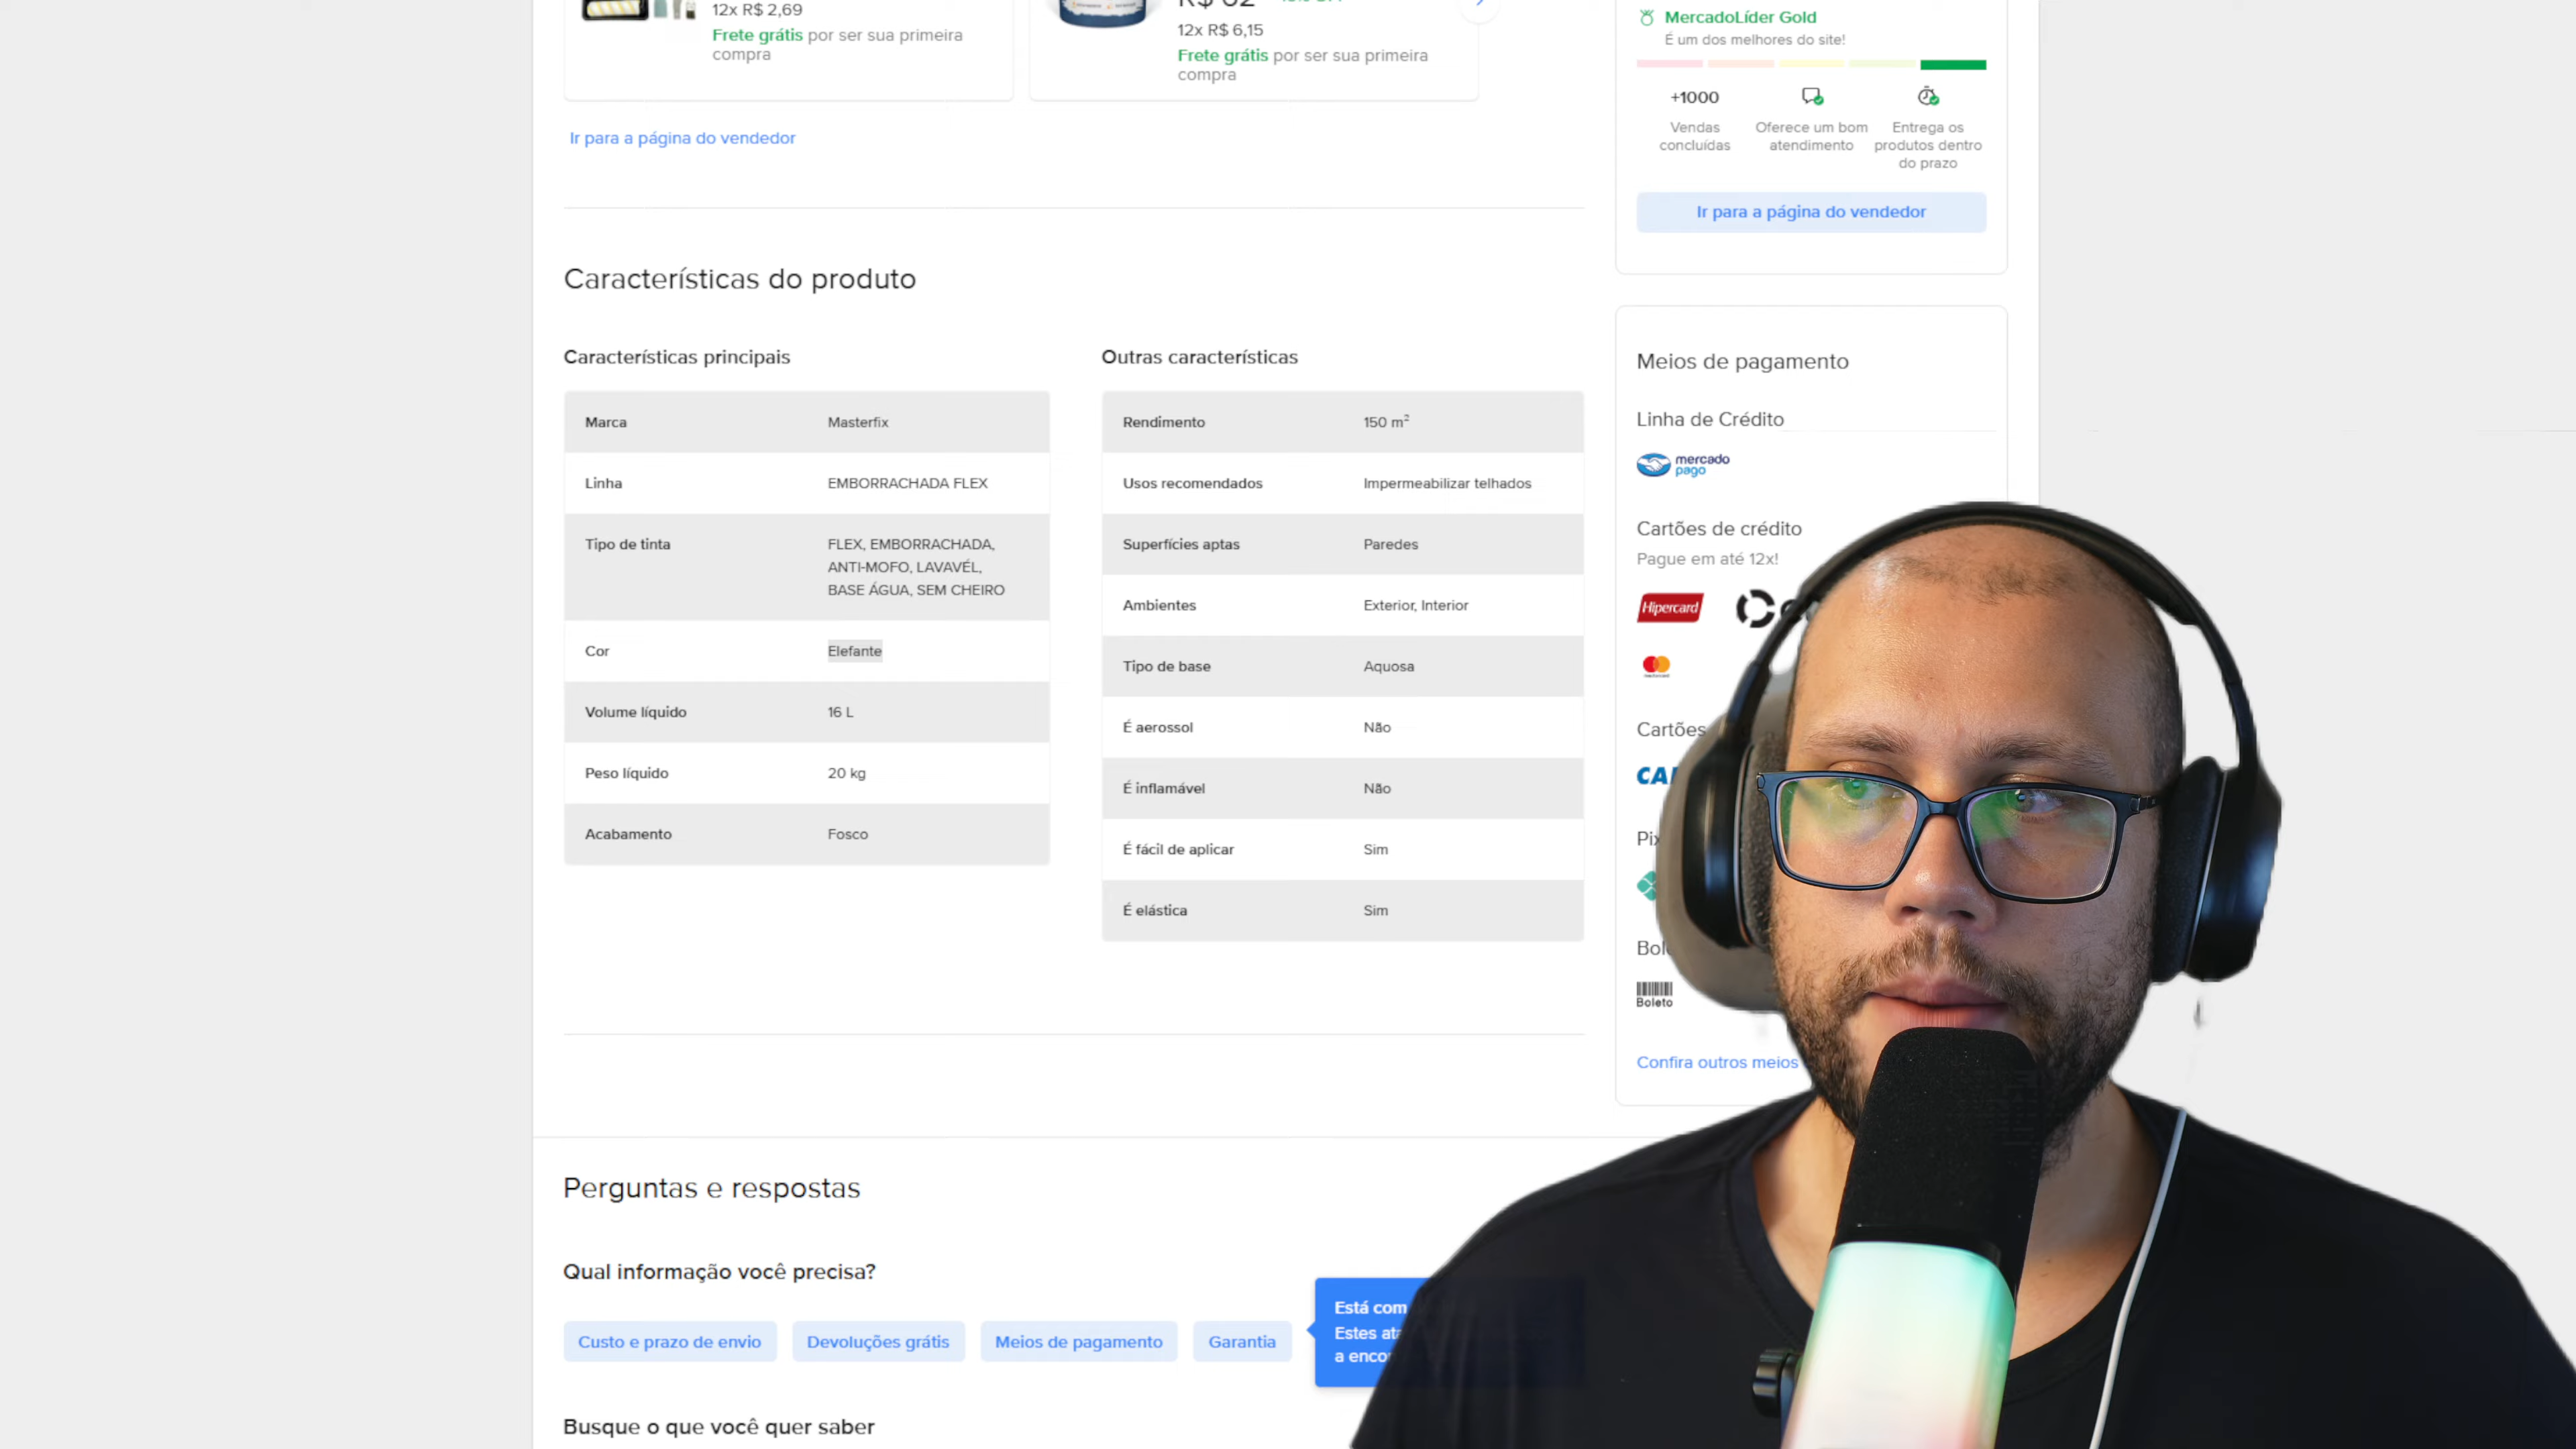 12x R$ 2,69
Frete grátis por ser sua primeira
compra
12x R$ 6,15
Frete grátis por ser sua primeira
compra
Ir para a página do vendedor
Características do produto
Características principais
Marca Masterfix
Linha EMBORRACHADA FLEX
Tipo de tinta FLEX, EMBORRACHADA,
ANTI-MOFO, LAVAVÉL,
BASE ÁGUA, SEM CHEIRO
Cor Elefante
Volume líquido 16 L
Peso líquido 20 kg
Acabamento Fosco
Outras características
Rendimento 150 m²
Usos recomendados Impermeabilizar telhados
Superfícies aptas Paredes
Ambientes Exterior, Interior
Tipo de base Aquosa
É aerossol Não
É inflamável Não
É fácil de aplicar Sim
É elástica Sim
MercadoLíder Gold
É um dos melhores do site!
+1000
Vendas
concluídas
Oferece um bom
atendimento
Entrega os
produtos dentro
do prazo
Ir para a página do vendedor
Meios de pagamento
Linha de Crédito
mercado
pago
Cartões de crédito
Pague em até 12x!
Hipercard
Cartões
Pix
Boleto
Confira outros meios
Perguntas e respostas
Qual informação você precisa?
Custo e prazo de envio
Devoluções grátis
Meios de pagamento
Garantia
Está com
Estes
a
Busque o que você quer saber